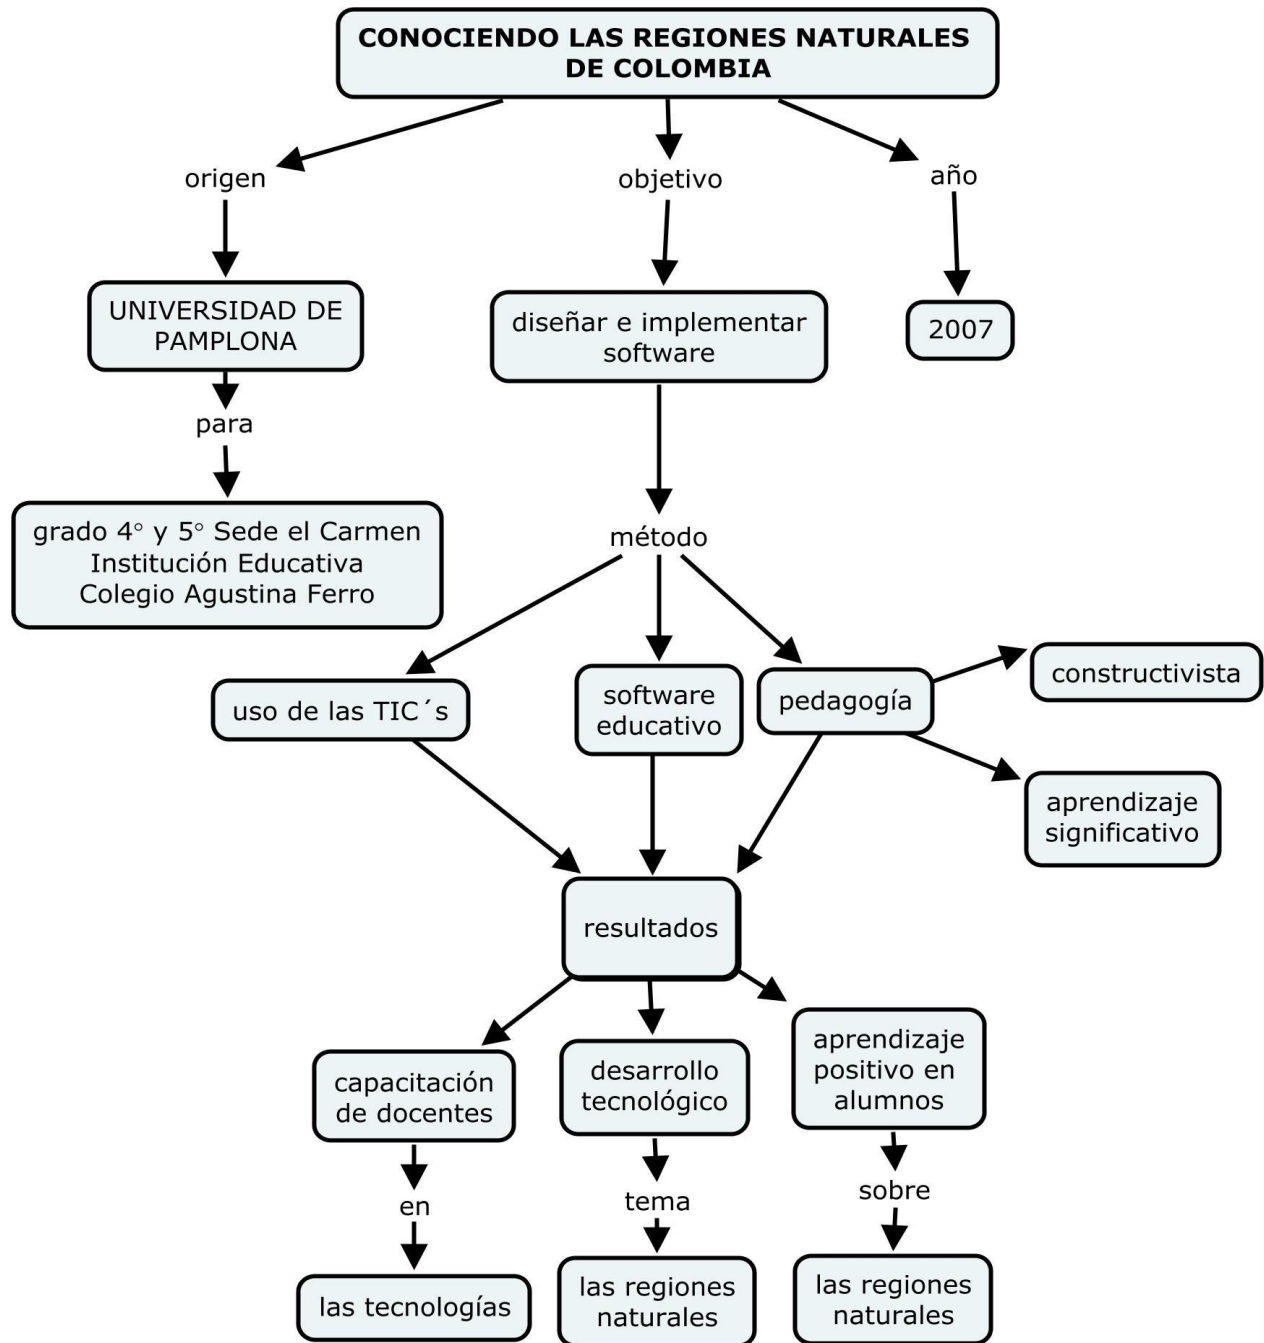 CONOCIENDO LAS REGIONES NATURALES
DE COLOMBIA
origen
objetivo
año
UNIVERSIDAD DE
PAMPLONA
diseñar e implementar
software
2007
para
grado 4° y 5° Sede el Carmen
Institución Educativa
Colegio Agustina Ferro
método
uso de las TIC´s
software
educativo
pedagogía
constructivista
aprendizaje
significativo
resultados
capacitación
de docentes
desarrollo
tecnológico
aprendizaje
positivo en
alumnos
en
tema
sobre
las tecnologías
las regiones
naturales
las regiones
naturales